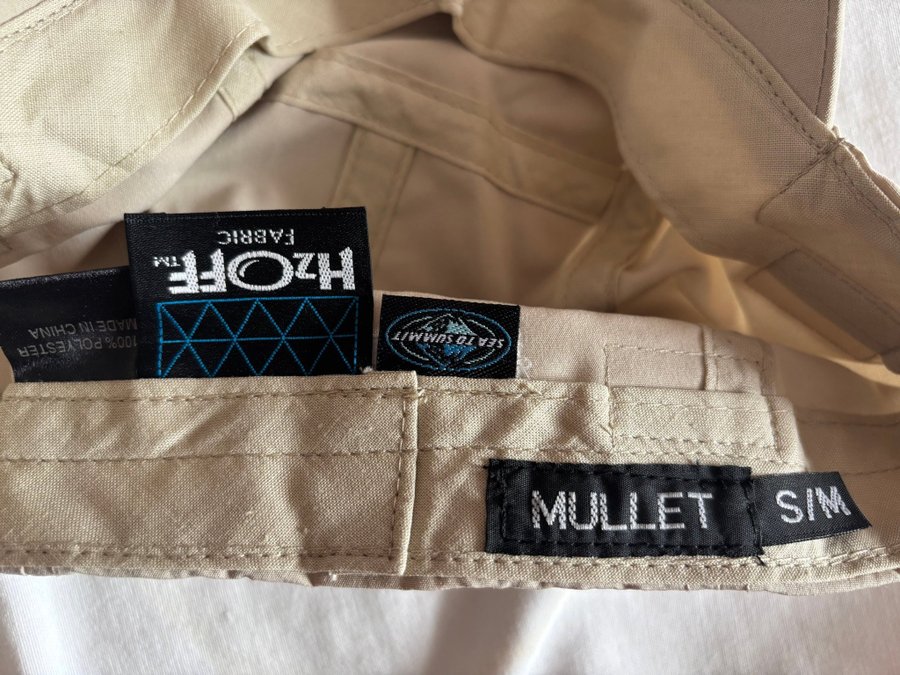 H2OFF™
FABRIC
100% POLYESTER
MADE IN CHINA
SEA TO SUMMIT
MULLET
S/M